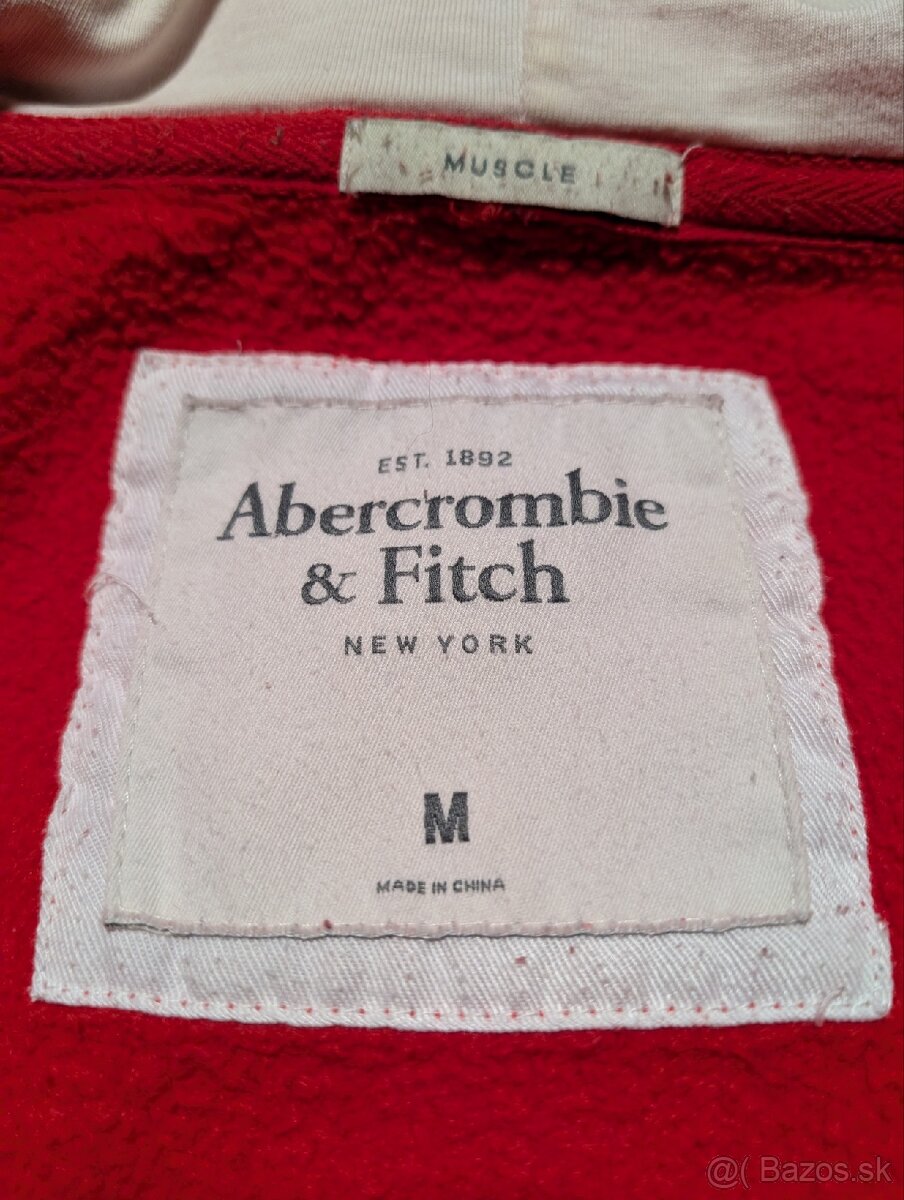 MUSCLE
EST. 1892
Abercrombie
& Fitch
NEW YORK
M
MADE IN CHINA
@( Bazos.sk